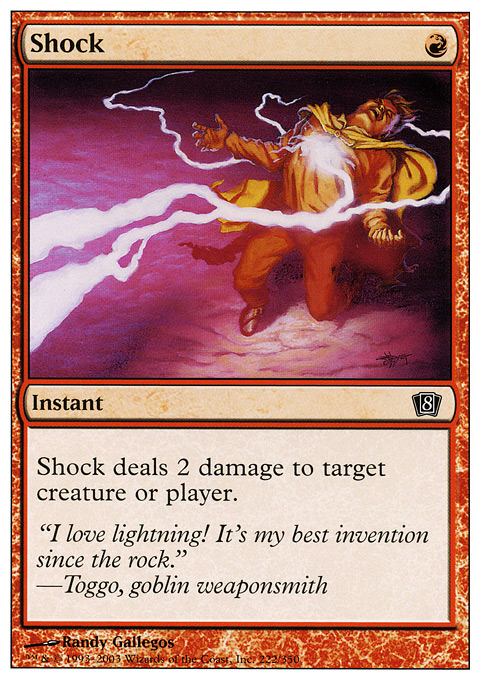 Shock
Instant
8
Shock deals 2 damage to target
creature or player.
“I love lightning! It’s my best invention
since the rock.”
—Toggo, goblin weaponsmith
Randy Gallegos
™ & © 1993–2003 Wizards of the Coast, Inc. 222/350